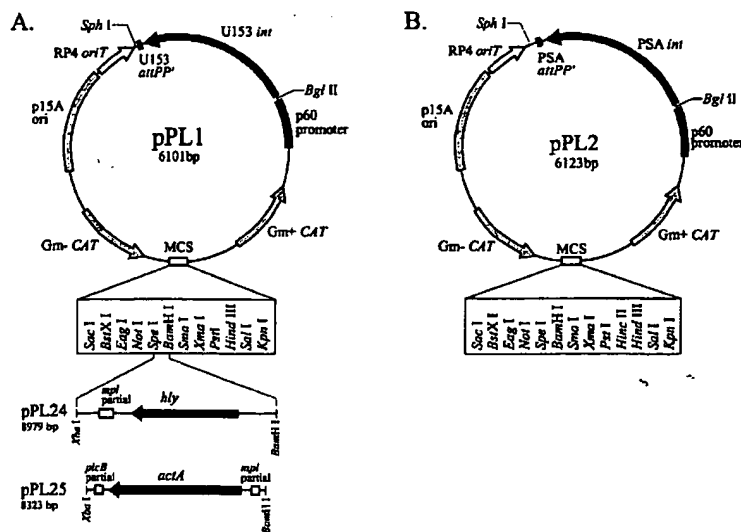 A.
Sph I
U153 int
RP4 oriT
U153
attPP'
Bgl II
p15A
ori
p60
promoter
pPL1
6101bp
Gm- CAT
Gm+ CAT
MCS
Sac I
BstX I
Eag I
Not I
Spe I
BamH I
Sma I
Xma I
Pst I
Hind III
Sal I
Kpn I
pPL24
8979 bp
mpl
partial
hly
Xba I
BamH I
pPL25
8323 bp
plcB
partial
actA
mpl
partial
Xba I
BamH I
B.
Sph I
PSA int
RP4 oriT
PSA
attPP'
Bgl II
p15A
ori
p60
promoter
pPL2
6123bp
Gm- CAT
Gm+ CAT
MCS
Sac I
BstX I
Eag I
Not I
Spe I
BamH I
Sma I
Xma I
Pst I
Hinc II
Hind III
Sal I
Kpn I